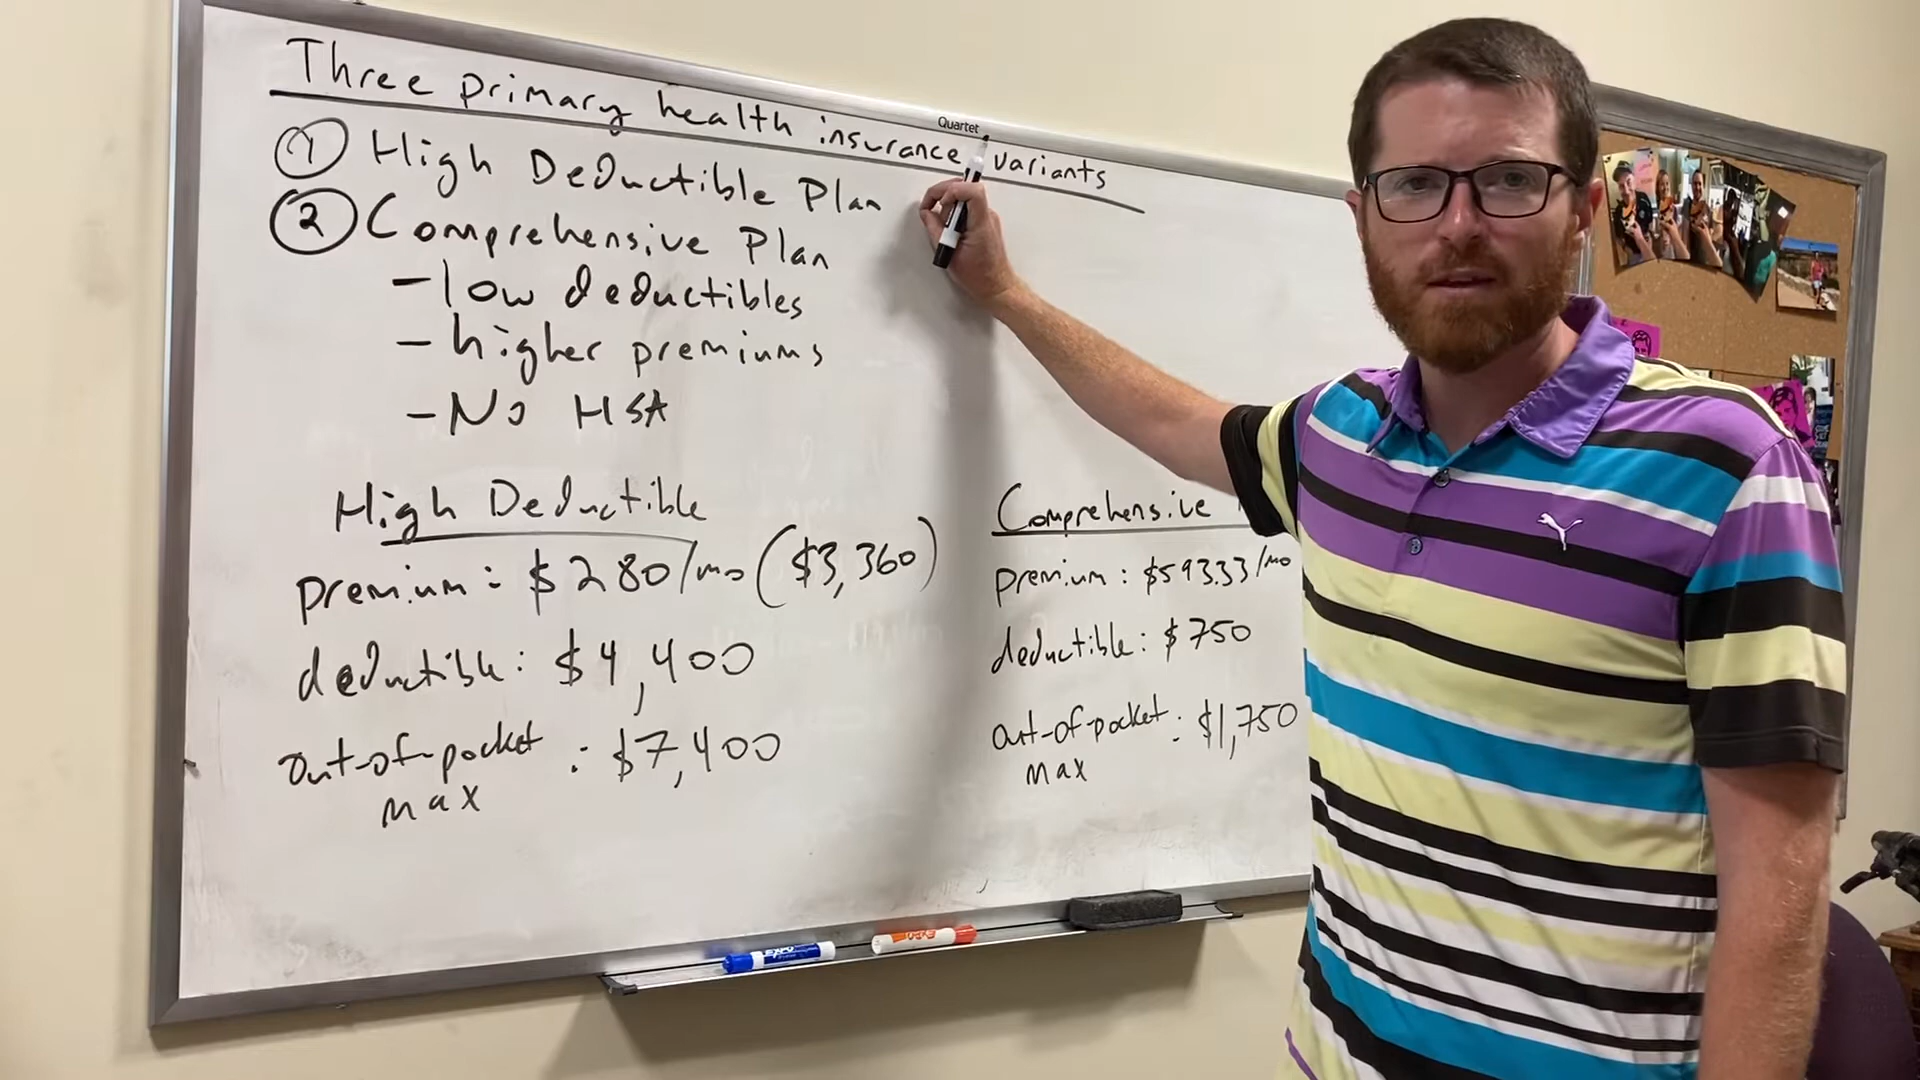 Quartet
Three primary health insurance variants
1 High Deductible Plan
2 Comprehensive Plan
- low deductibles
- higher premiums
- No HSA
High Deductible
premium: $280/mo ($3,360)
deductible: $4,400
out-of-pocket max : $7,400
Comprehensive
premium: $593.33/mo
deductible: $750
out-of-pocket max : $1,750
EXPO
EXPO